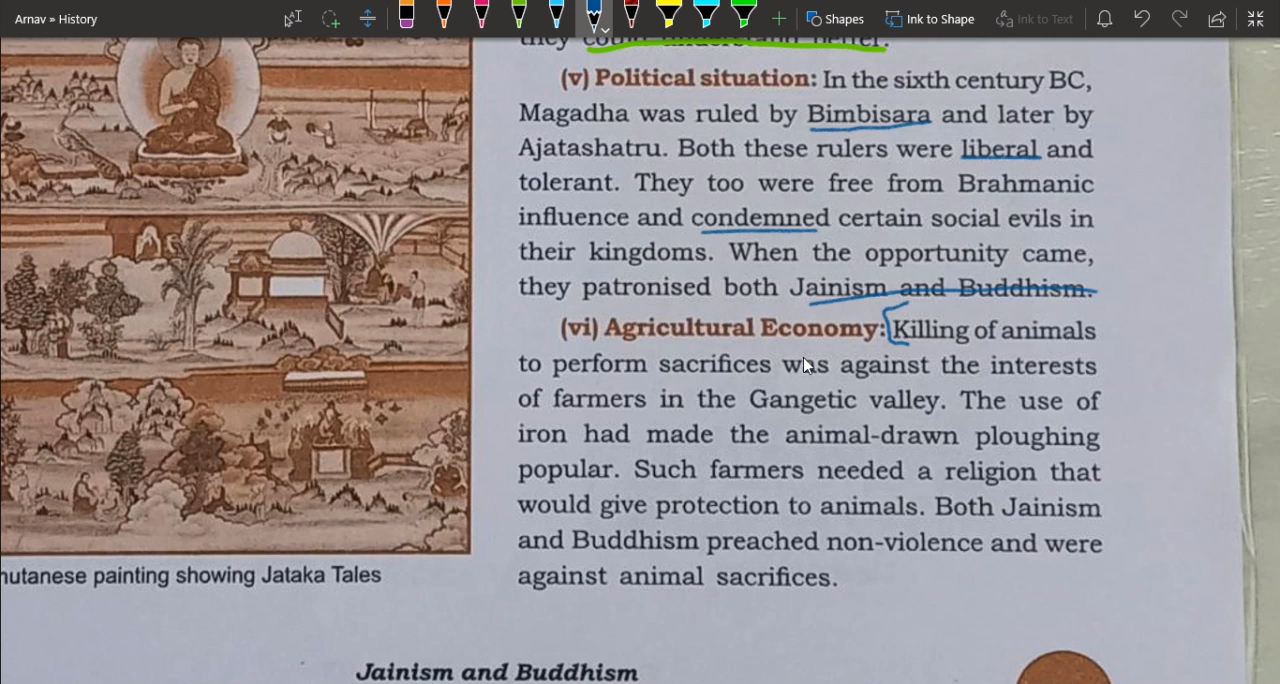 Arnav » History
Shapes
Ink to Shape
Ink to Text
they could understand better.
(v) Political situation: In the sixth century BC,
Magadha was ruled by Bimbisara and later by
Ajatashatru. Both these rulers were liberal and
tolerant. They too were free from Brahmanic
influence and condemned certain social evils in
their kingdoms. When the opportunity came,
they patronised both Jainism and Buddhism.
(vi) Agricultural Economy: Killing of animals
to perform sacrifices was against the interests
of farmers in the Gangetic valley. The use of
iron had made the animal-drawn ploughing
popular. Such farmers needed a religion that
would give protection to animals. Both Jainism
and Buddhism preached non-violence and were
against animal sacrifices.
hutanese painting showing Jataka Tales
Jainism and Buddhism